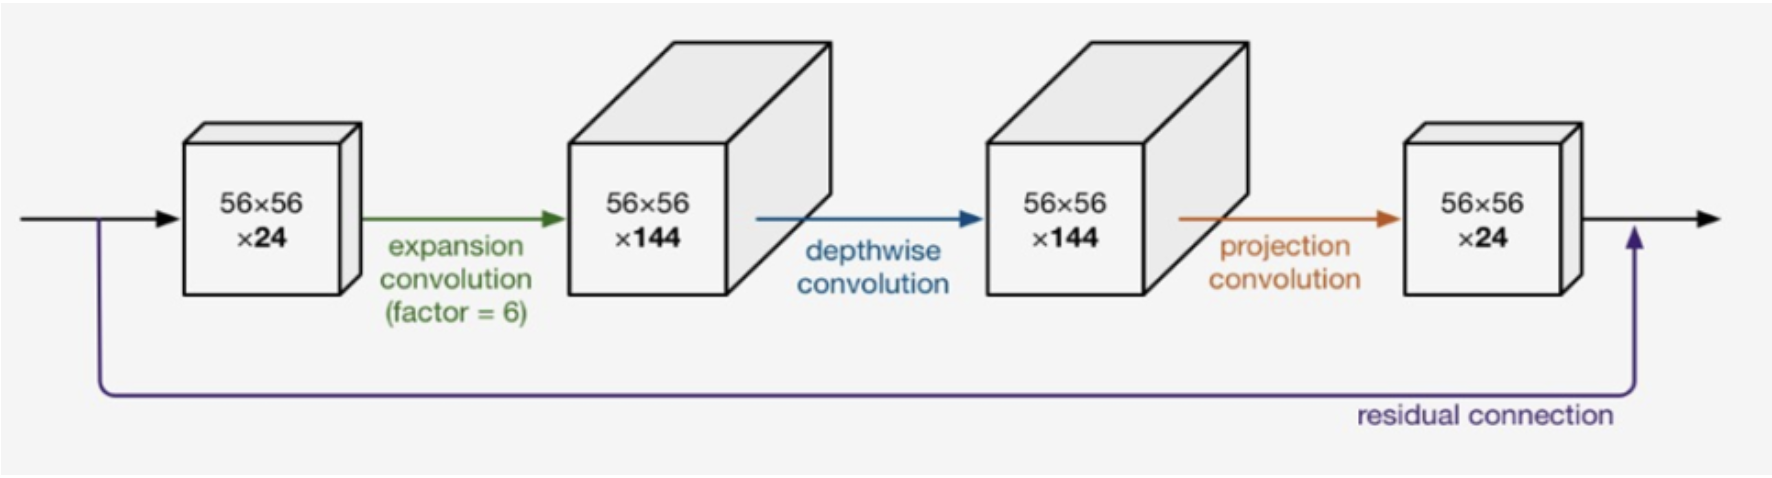 56×56
×24
expansion
convolution
(factor = 6)
56×56
×144
depthwise
convolution
56×56
×144
projection
convolution
56×56
×24
residual connection